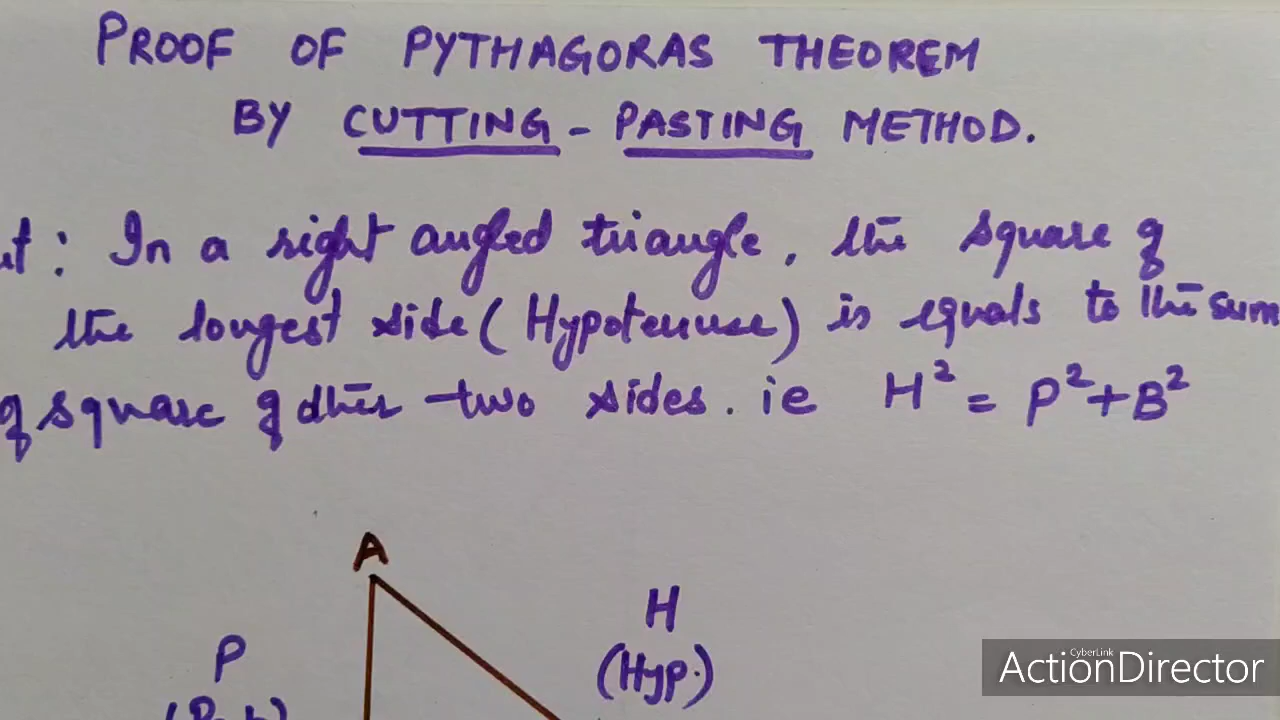 PROOF OF PYTHAGORAS THEOREM
BY CUTTING - PASTING METHOD.
In a right angled triangle, the square of
the longest side (Hypotenuse) is equals to the sum
of square of other two sides. ie H² = P² + B²
A
H
P
(Hyp.)
CyberLink
ActionDirector